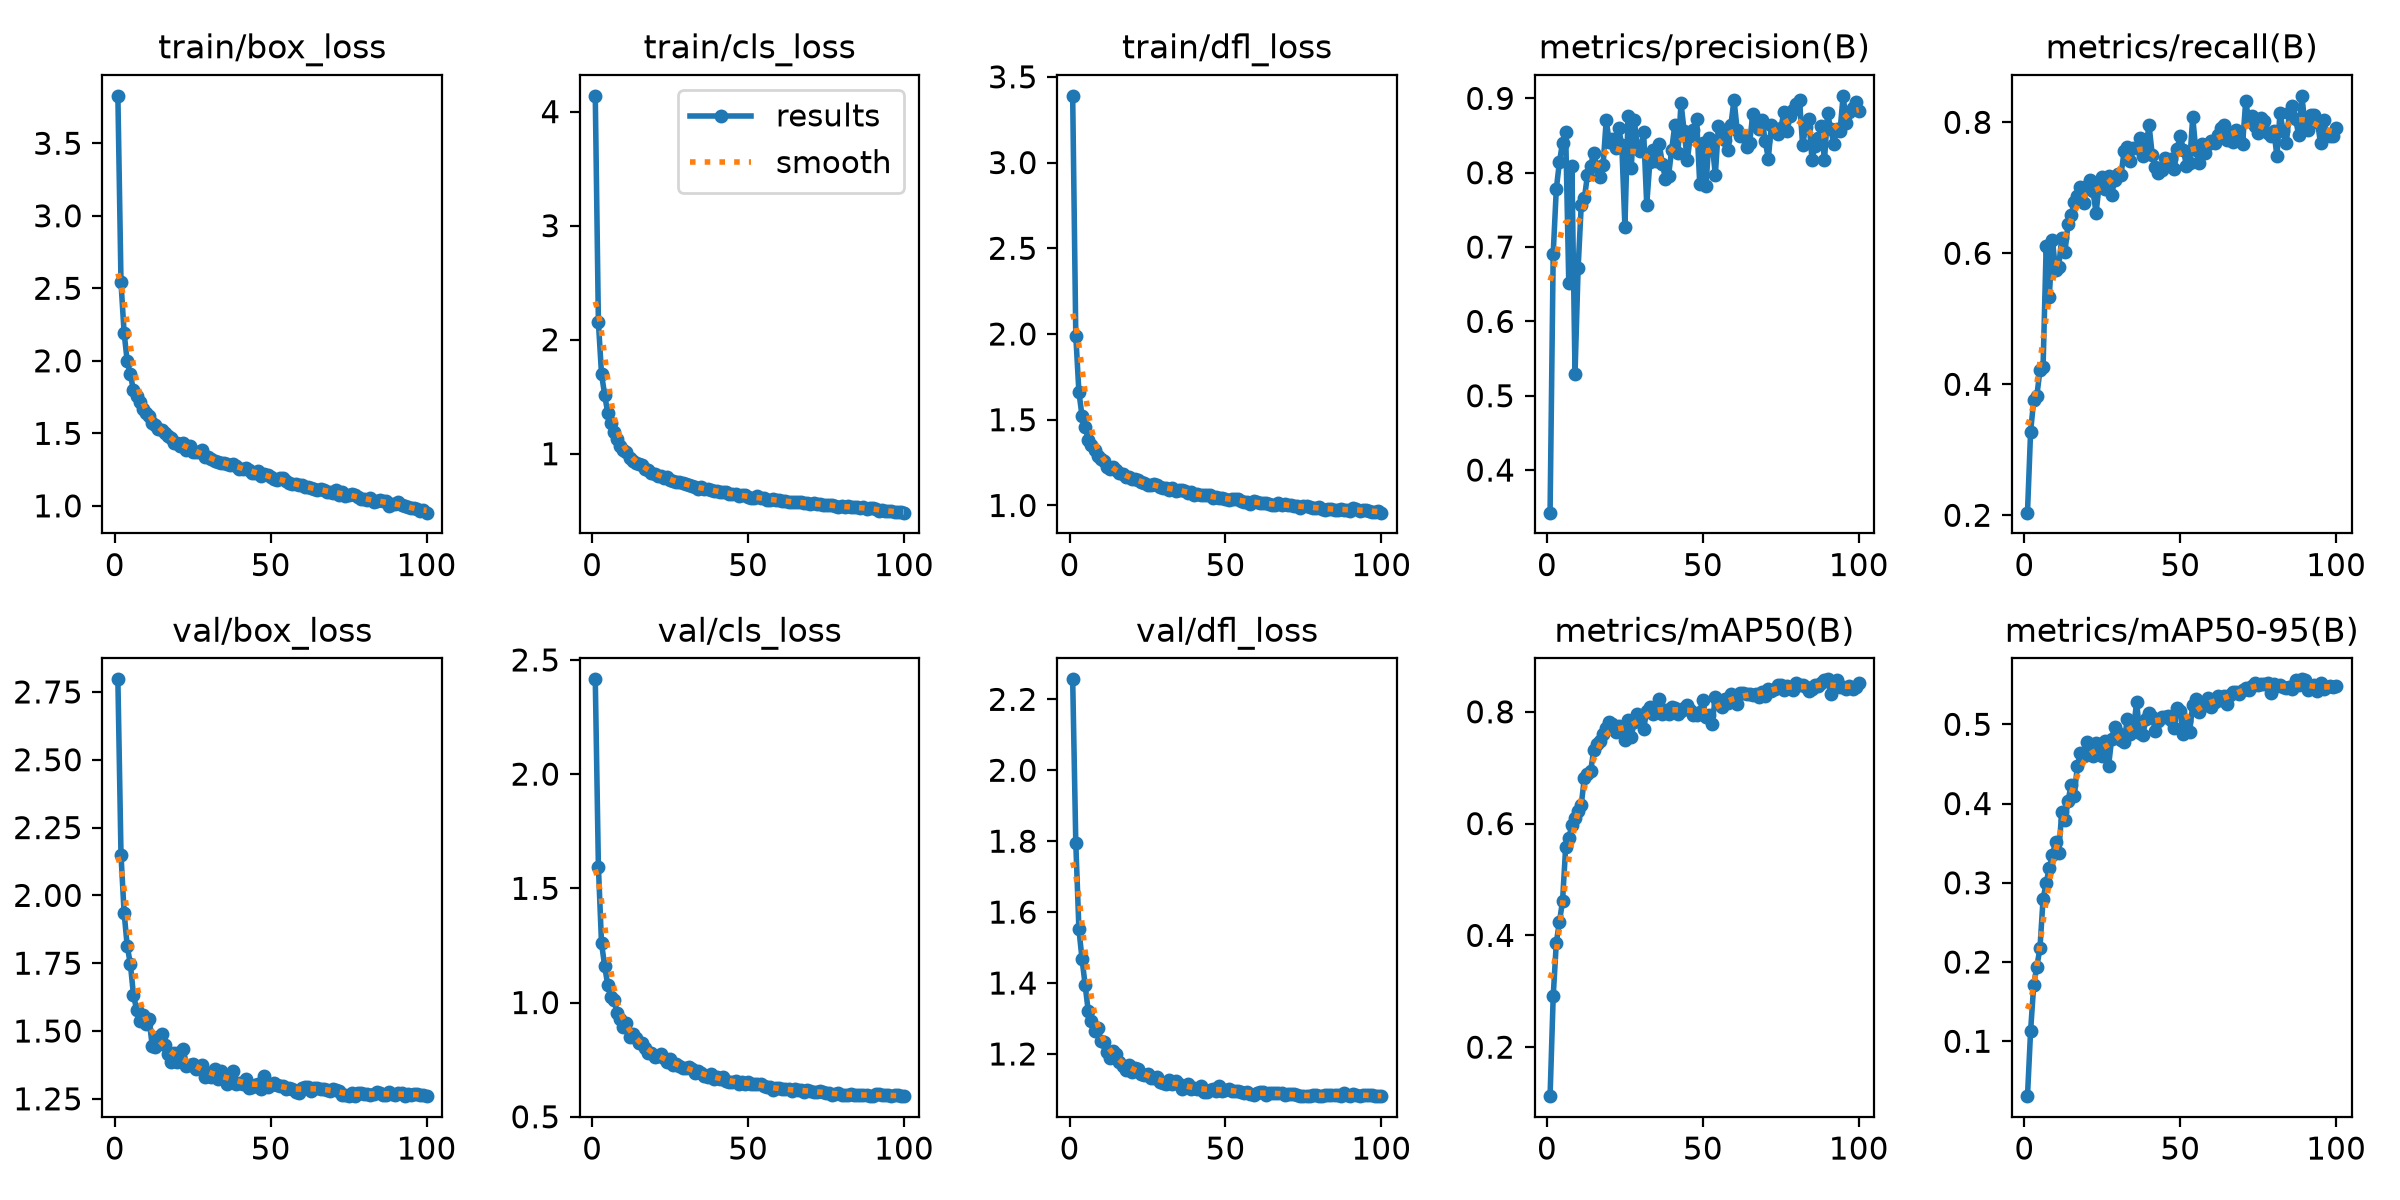 train/box_loss
3.5
3.0
2.5
2.0
1.5
1.0
0 50 100
train/cls_loss
results
smooth
4
3
2
1
0 50 100
train/dfl_loss
3.5
3.0
2.5
2.0
1.5
1.0
0 50 100
metrics/precision(B)
0.9
0.8
0.7
0.6
0.5
0.4
0 50 100
metrics/recall(B)
0.8
0.6
0.4
0.2
0 50 100
val/box_loss
2.75
2.50
2.25
2.00
1.75
1.50
1.25
0 50 100
val/cls_loss
2.5
2.0
1.5
1.0
0.5
0 50 100
val/dfl_loss
2.2
2.0
1.8
1.6
1.4
1.2
0 50 100
metrics/mAP50(B)
0.8
0.6
0.4
0.2
0 50 100
metrics/mAP50-95(B)
0.5
0.4
0.3
0.2
0.1
0 50 100